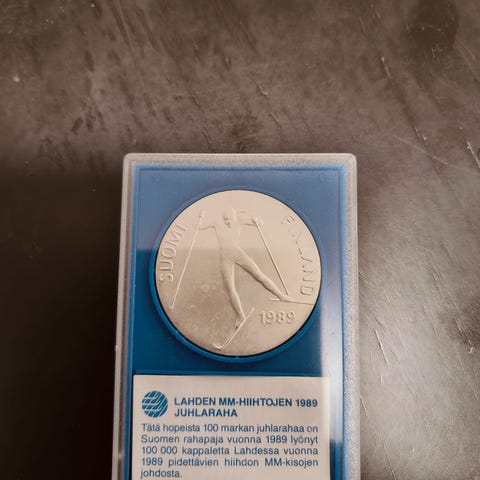 SUOMI
FINLAND
1989
LAHDEN MM-HIIHTOJEN 1989
JUHLARAHA
Tätä hopeista 100 markan juhlarahaa on
Suomen rahapaja vuonna 1989 lyönyt
100 000 kappaletta Lahdessa vuonna
1989 pidettävien hiihdon MM-kisojen
johdosta.